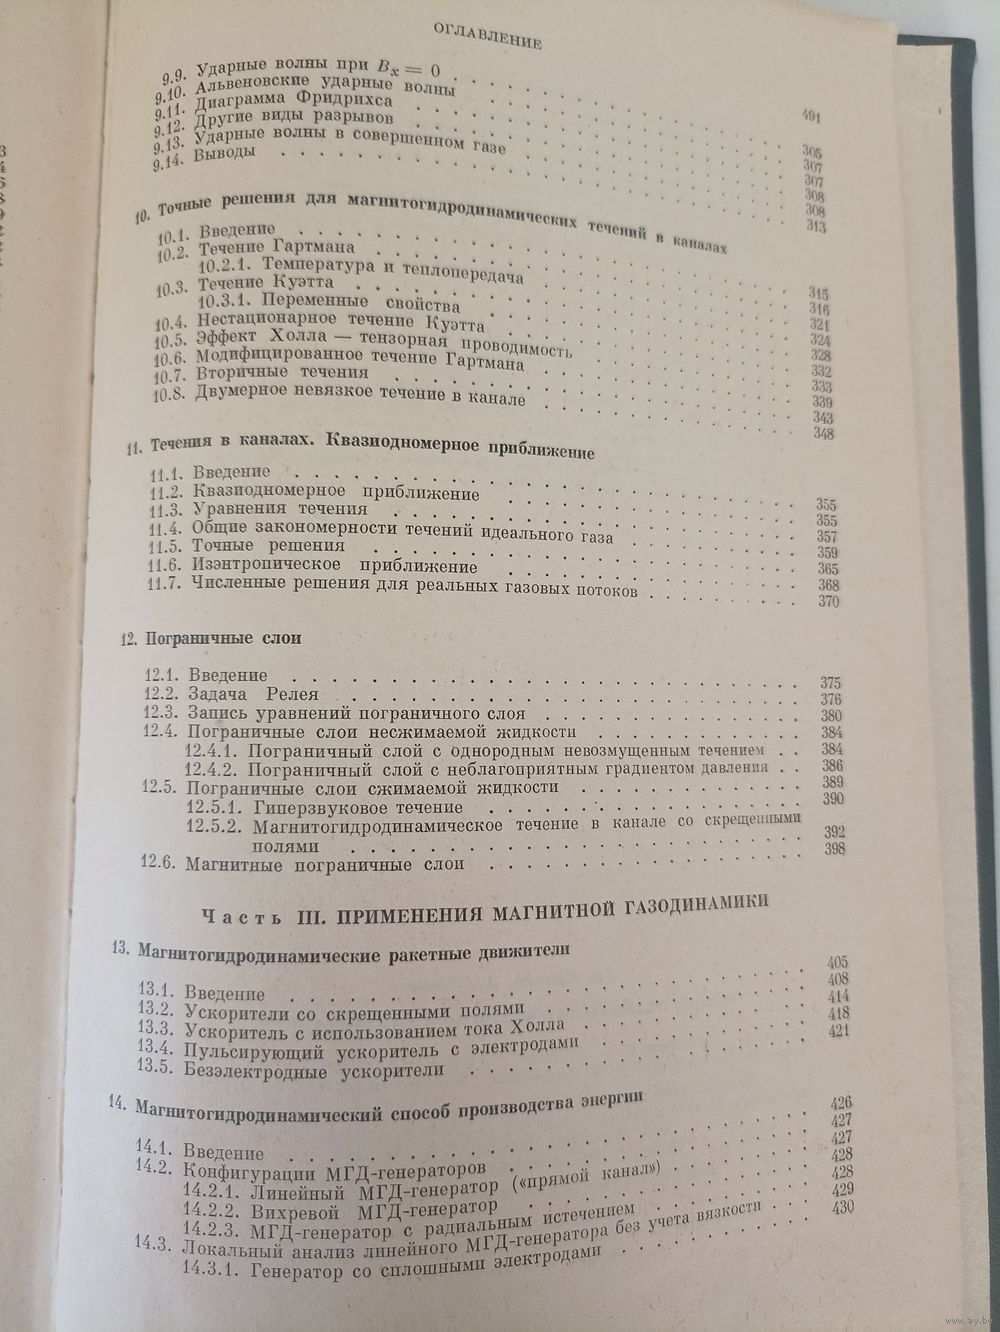 ОГЛАВЛЕНИЕ
491
9.9. Ударные волны при Bx = 0 . . . 305
9.10. Альвеновские ударные волны . . . 307
9.11. Диаграмма Фридрихса . . . 307
9.12. Другие виды разрывов . . . 308
9.13. Ударные волны в совершенном газе . . . 308
9.14. Выводы . . . 313
10. Точные решения для магнитогидродинамических течений в каналах
10.1. Введение . . . 315
10.2. Течение Гартмана . . . 316
10.2.1. Температура и теплопередача . . . 321
10.3. Течение Куэтта . . . 324
10.3.1. Переменные свойства . . . 328
10.4. Нестационарное течение Куэтта . . . 332
10.5. Эффект Холла — тензорная проводимость . . . 333
10.6. Модифицированное течение Гартмана . . . 339
10.7. Вторичные течения . . . 343
10.8. Двумерное невязкое течение в канале . . . 348
11. Течения в каналах. Квазиодномерное приближение
11.1. Введение . . . 355
11.2. Квазиодномерное приближение . . . 355
11.3. Уравнения течения . . . 357
11.4. Общие закономерности течений идеального газа . . . 359
11.5. Точные решения . . . 365
11.6. Изэнтропическое приближение . . . 368
11.7. Численные решения для реальных газовых потоков . . . 370
12. Пограничные слои
12.1. Введение . . . 375
12.2. Задача Релея . . . 376
12.3. Запись уравнений пограничного слоя . . . 380
12.4. Пограничные слои несжимаемой жидкости . . . 384
12.4.1. Пограничный слой с однородным невозмущенным течением . . 384
12.4.2. Пограничный слой с неблагоприятным градиентом давления . . 386
12.5. Пограничные слои сжимаемой жидкости . . . 389
12.5.1. Гиперзвуковое течение . . . 390
12.5.2. Магнитогидродинамическое течение в канале со скрещенными
полями . . . 392
12.6. Магнитные пограничные слои . . . 398
Часть III. ПРИМЕНЕНИЯ МАГНИТНОЙ ГАЗОДИНАМИКИ
13. Магнитогидродинамические ракетные движители
13.1. Введение . . . 405
13.2. Ускорители со скрещенными полями . . . 408
13.3. Ускоритель с использованием тока Холла . . . 414
13.4. Пульсирующий ускоритель с электродами . . . 418
13.5. Безэлектродные ускорители . . . 421
14. Магнитогидродинамический способ производства энергии
14.1. Введение . . . 426
14.2. Конфигурации МГД-генераторов . . . 427
14.2.1. Линейный МГД-генератор («прямой канал») . . . 427
14.2.2. Вихревой МГД-генератор . . . 428
14.2.3. МГД-генератор с радиальным истечением . . . 428
14.3. Локальный анализ линейного МГД-генератора без учета вязкости . . . 429
14.3.1. Генератор со сплошными электродами . . . 430
www.ay.by